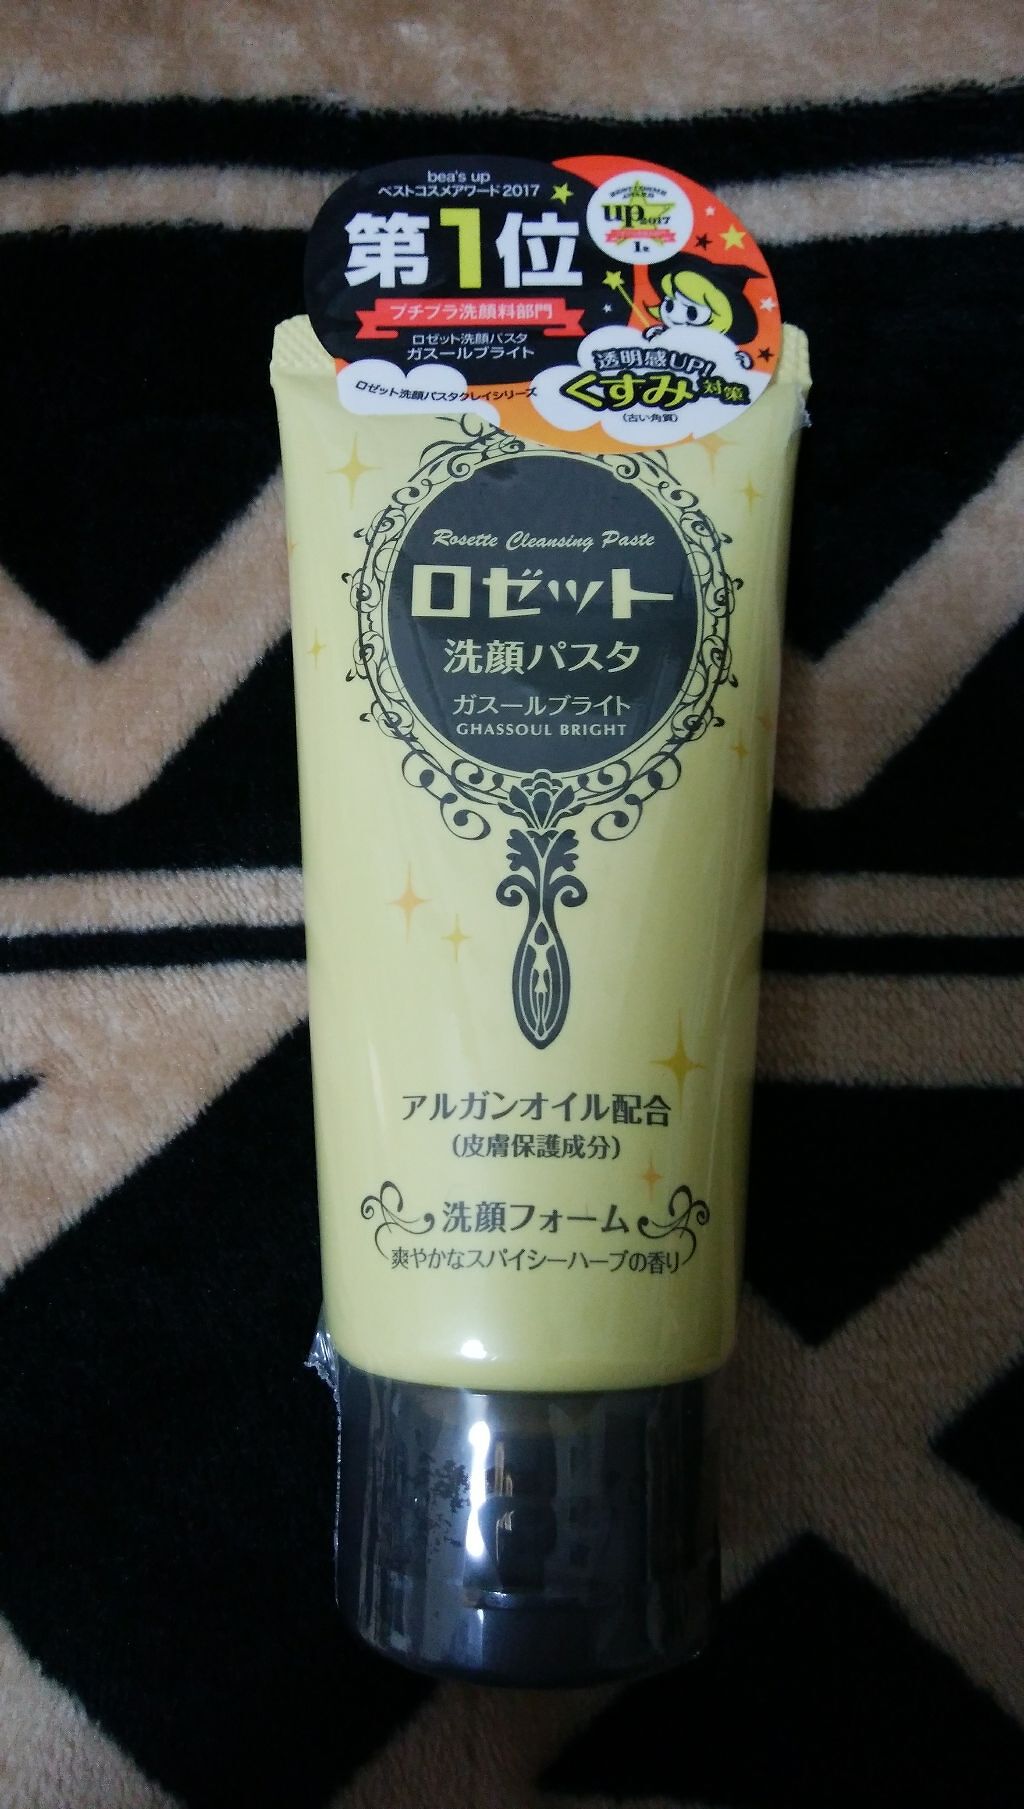 bea's up
ベストコスメアワード2017
第1位
プチプラ洗顔料部門
ロゼット洗顔パスタ
ガスールブライト
ロゼット洗顔パスタクレイシリーズ
up 2017
透明感UP!
くすみ対策
(古い角質)
Rosette Cleansing Paste
ロゼット
洗顔パスタ
ガスールブライト
GHASSOUL BRIGHT
アルガンオイル配合
(皮膚保護成分)
洗顔フォーム
爽やかなスパイシーハーブの香り